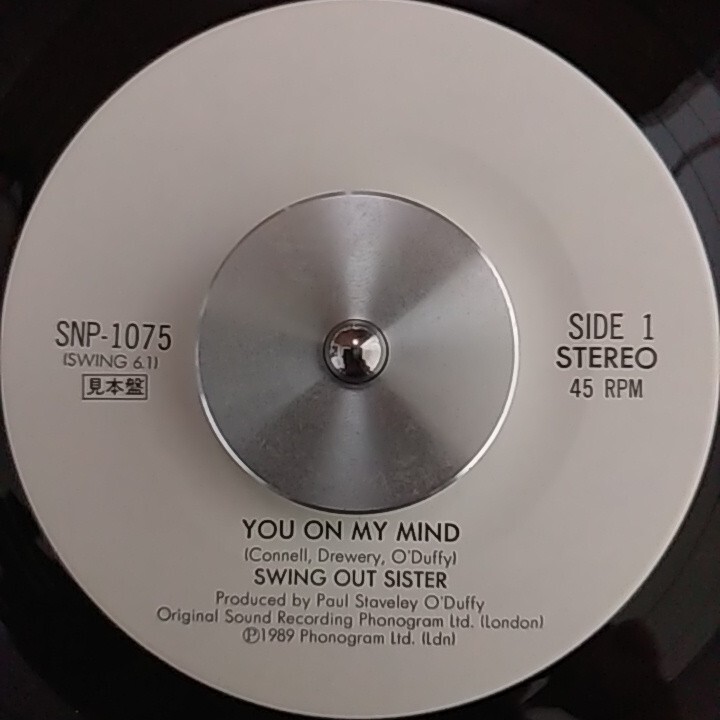 SNP-1075
(SWING 6.1)
見本盤
SIDE 1
STEREO
45 RPM
YOU ON MY MIND
(Connell, Drewery, O'Duffy)
SWING OUT SISTER
Produced by Paul Staveley O'Duffy
Original Sound Recording Phonogram Ltd. (London)
Ⓟ1989 Phonogram Ltd. (Ldn)